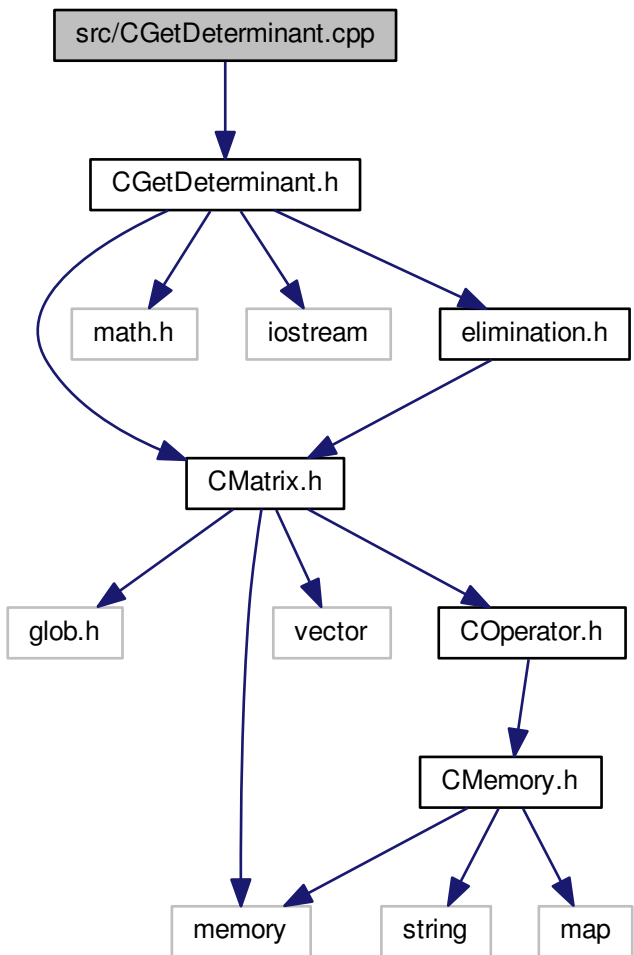 src/CGetDeterminant.cpp
CGetDeterminant.h
math.h
iostream
elimination.h
CMatrix.h
glob.h
vector
COperator.h
CMemory.h
memory
string
map